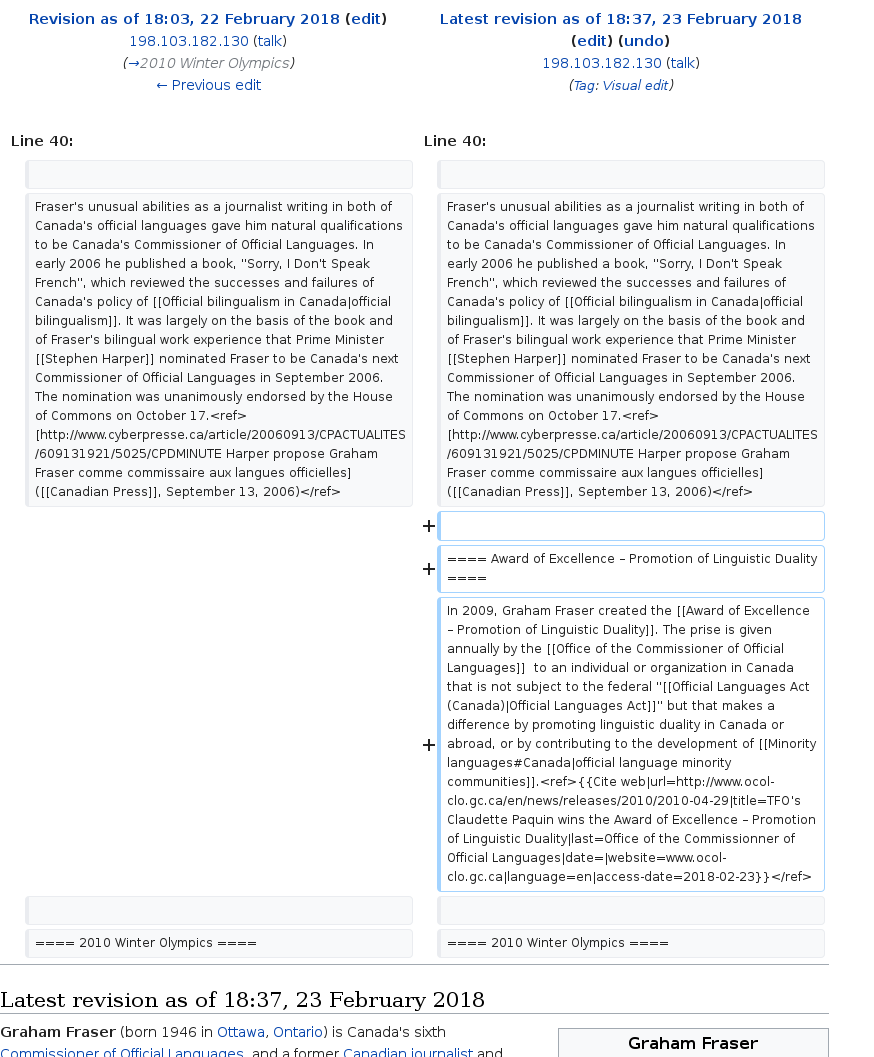 Revision as of 18:03, 22 February 2018 (edit)
198.103.182.130 (talk)
(→2010 Winter Olympics)
← Previous edit
Latest revision as of 18:37, 23 February 2018
(edit) (undo)
198.103.182.130 (talk)
(Tag: Visual edit)
Line 40:
Line 40:
Fraser's unusual abilities as a journalist writing in both of
Canada's official languages gave him natural qualifications
to be Canada's Commissioner of Official Languages. In
early 2006 he published a book, ''Sorry, I Don't Speak
French'', which reviewed the successes and failures of
Canada's policy of [[Official bilingualism in Canada|official
bilingualism]]. It was largely on the basis of the book and
of Fraser's bilingual work experience that Prime Minister
[[Stephen Harper]] nominated Fraser to be Canada's next
Commissioner of Official Languages in September 2006.
The nomination was unanimously endorsed by the House
of Commons on October 17.<ref>
[http://www.cyberpresse.ca/article/20060913/CPACTUALITES
/609131921/5025/CPDMINUTE Harper propose Graham
Fraser comme commissaire aux langues officielles]
([[Canadian Press]], September 13, 2006)</ref>
Fraser's unusual abilities as a journalist writing in both of
Canada's official languages gave him natural qualifications
to be Canada's Commissioner of Official Languages. In
early 2006 he published a book, ''Sorry, I Don't Speak
French'', which reviewed the successes and failures of
Canada's policy of [[Official bilingualism in Canada|official
bilingualism]]. It was largely on the basis of the book and
of Fraser's bilingual work experience that Prime Minister
[[Stephen Harper]] nominated Fraser to be Canada's next
Commissioner of Official Languages in September 2006.
The nomination was unanimously endorsed by the House
of Commons on October 17.<ref>
[http://www.cyberpresse.ca/article/20060913/CPACTUALITES
/609131921/5025/CPDMINUTE Harper propose Graham
Fraser comme commissaire aux langues officielles]
([[Canadian Press]], September 13, 2006)</ref>
+
+
==== Award of Excellence – Promotion of Linguistic Duality
====
+
In 2009, Graham Fraser created the [[Award of Excellence
– Promotion of Linguistic Duality]]. The prise is given
annually by the [[Office of the Commissioner of Official
Languages]]  to an individual or organization in Canada
that is not subject to the federal ''[[Official Languages Act
(Canada)|Official Languages Act]]'' but that makes a
difference by promoting linguistic duality in Canada or
abroad, or by contributing to the development of [[Minority
languages#Canada|official language minority
communities]].<ref>{{Cite web|url=http://www.ocol-
clo.gc.ca/en/news/releases/2010/2010-04-29|title=TFO's
Claudette Paquin wins the Award of Excellence – Promotion
of Linguistic Duality|last=Office of the Commissionner of
Official Languages|date=|website=www.ocol-
clo.gc.ca|language=en|access-date=2018-02-23}}</ref>
==== 2010 Winter Olympics ====
==== 2010 Winter Olympics ====
Latest revision as of 18:37, 23 February 2018
Graham Fraser (born 1946 in Ottawa, Ontario) is Canada's sixth
Commissioner of Official Languages, and a former Canadian journalist and
Graham Fraser